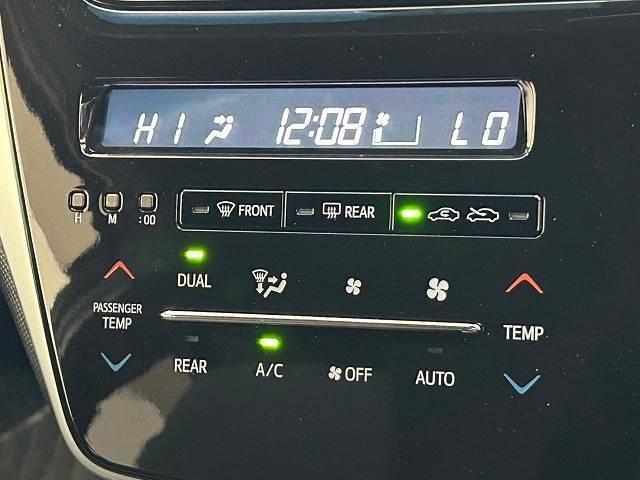 HI 12:08 LO
H M :00 FRONT REAR
DUAL
PASSENGER
TEMP TEMP
REAR A/C OFF AUTO